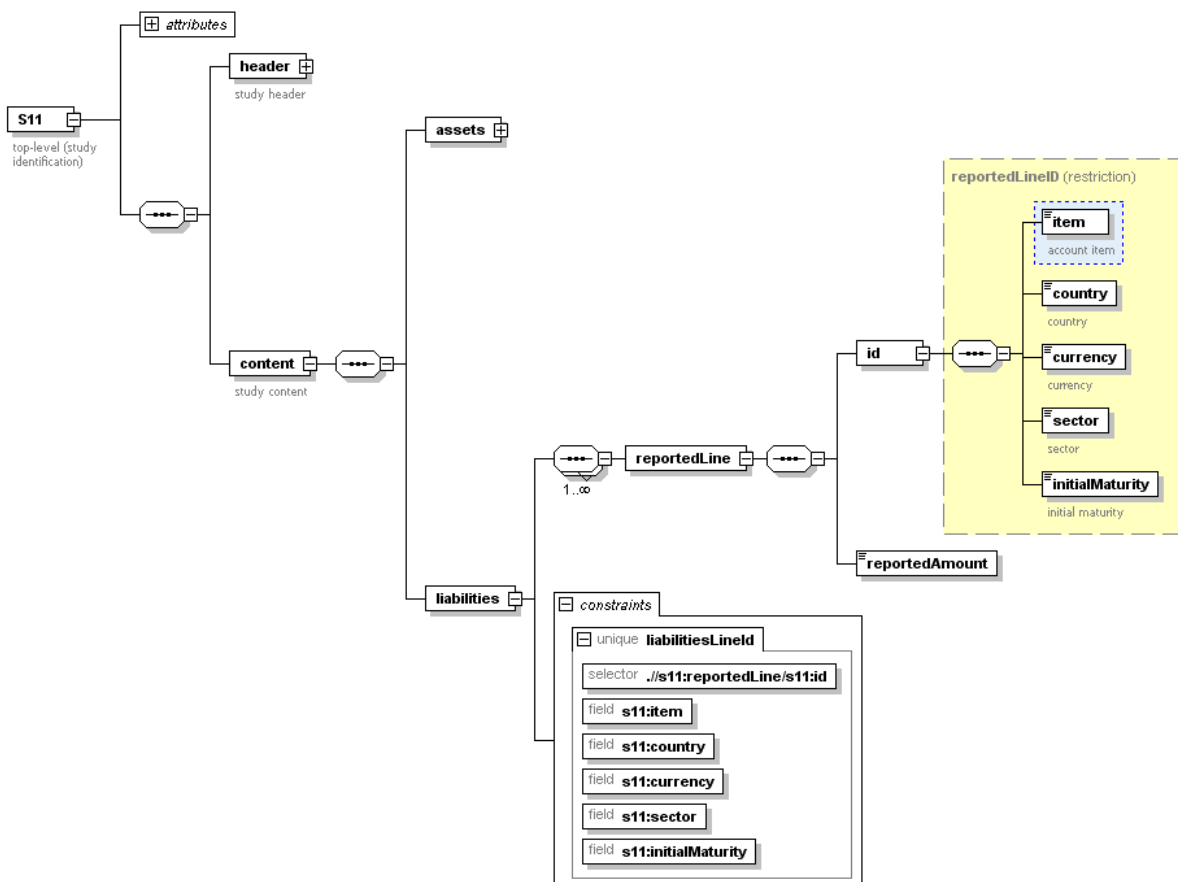 attributes
header
study header
S11
top-level (study
identification)
assets
reportedLineID (restriction)
item
account item
country
country
content
study content
id
currency
currency
sector
sector
reportedLine
1..∞
initialMaturity
initial maturity
reportedAmount
liabilities
constraints
unique liabilitiesLineId
selector .//s11:reportedLine/s11:id
field s11:item
field s11:country
field s11:currency
field s11:sector
field s11:initialMaturity